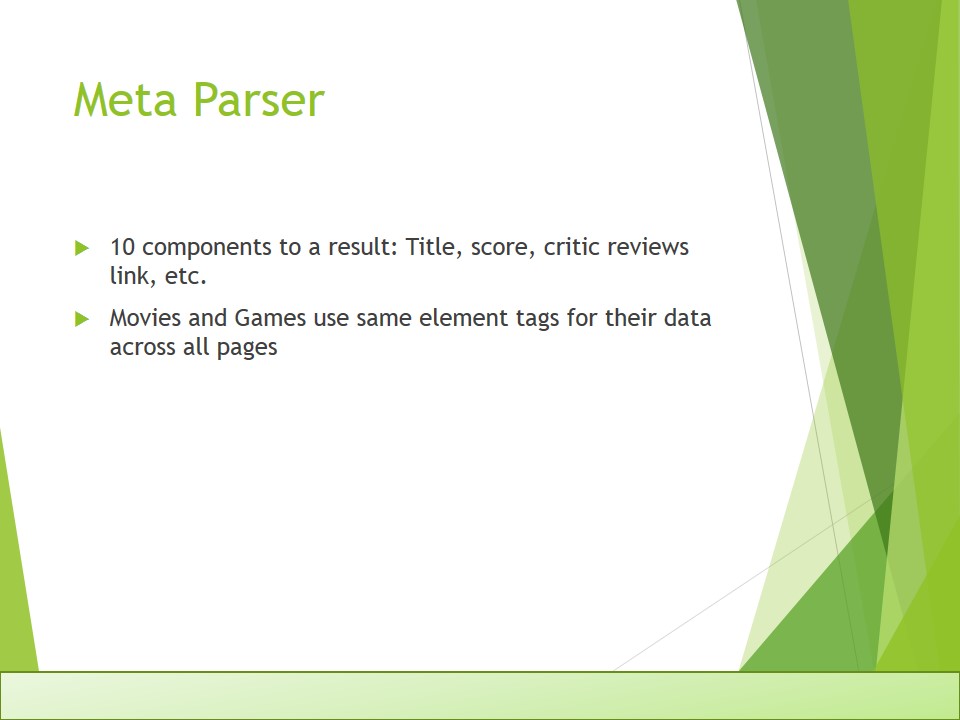 Meta Parser
10 components to a result: Title, score, critic reviews
link, etc.
Movies and Games use same element tags for their data
across all pages